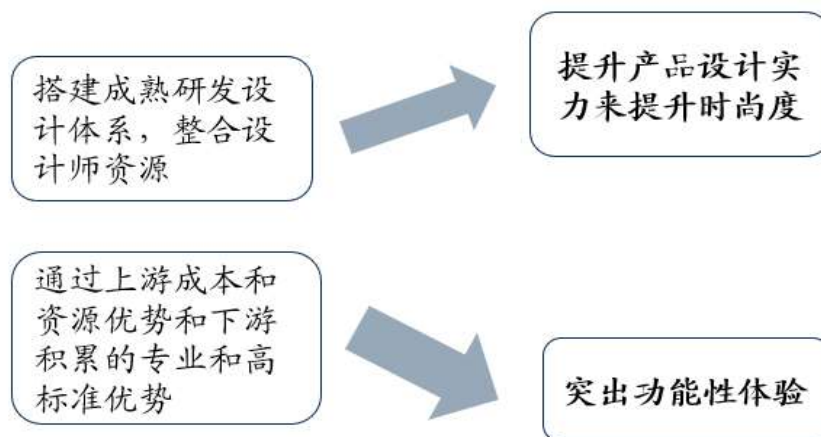 搭建成熟研发设
计体系，整合设
计师资源
提升产品设计实
力来提升时尚度
通过上游成本和
资源优势和下游
积累的专业和高
标准优势
突出功能性体验